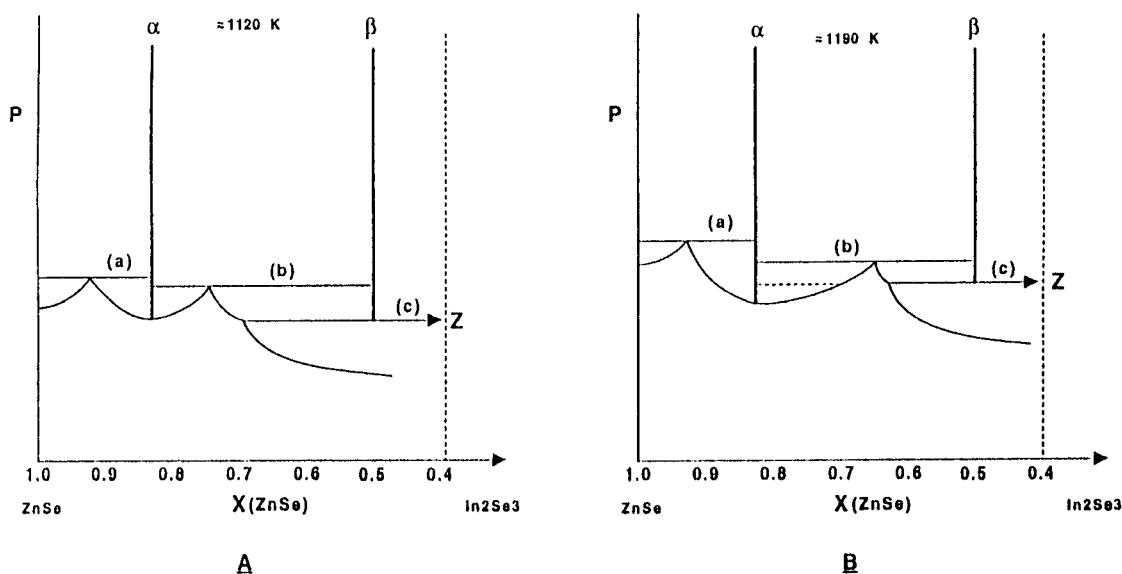 α ≈1120 K β
P
(a)
(b)
(c)
Z
1.0 0.9 0.8 0.7 0.6 0.5 0.4
ZnSe X(ZnSe) In2Se3
A
α ≈1190 K β
P
(a)
(b)
(c)
Z
1.0 0.9 0.8 0.7 0.6 0.5 0.4
ZnSe X(ZnSe) In2Se3
B